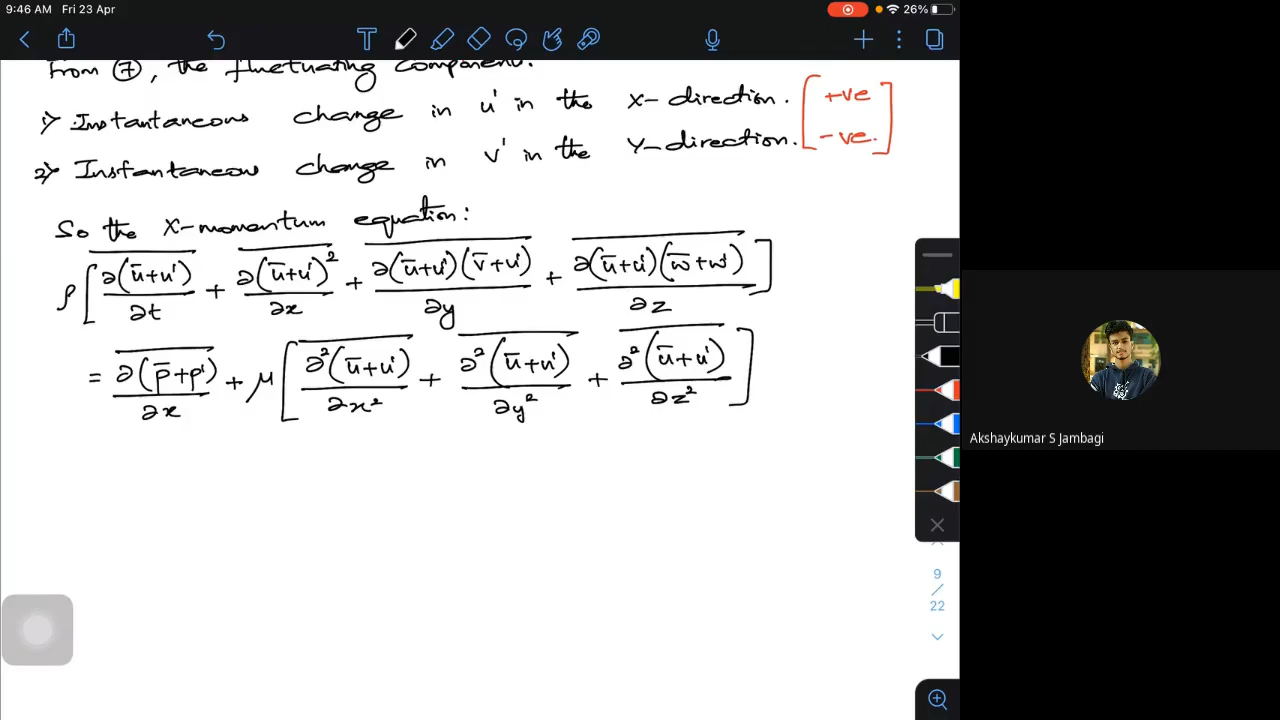 9:46 AM Fri 23 Apr 26%
From ⑦, the fluctuating component.
1) Instantaneous change in u' in the x-direction. [+ve
2) Instantaneous change in v' in the Y-direction. -ve.]
So the x-momentum equation:
ρ[∂(ū+u')/∂t + ∂(ū+u')²/∂x + ∂(ū+u')(v̄+u')/∂y + ∂(ū+u')(w̄+w')/∂z]
= ∂(p̄+p')/∂x + μ[∂²(ū+u')/∂x² + ∂²(ū+u')/∂y² + ∂²(ū+u')/∂z²]
Akshaykumar S Jambagi
9
/
22